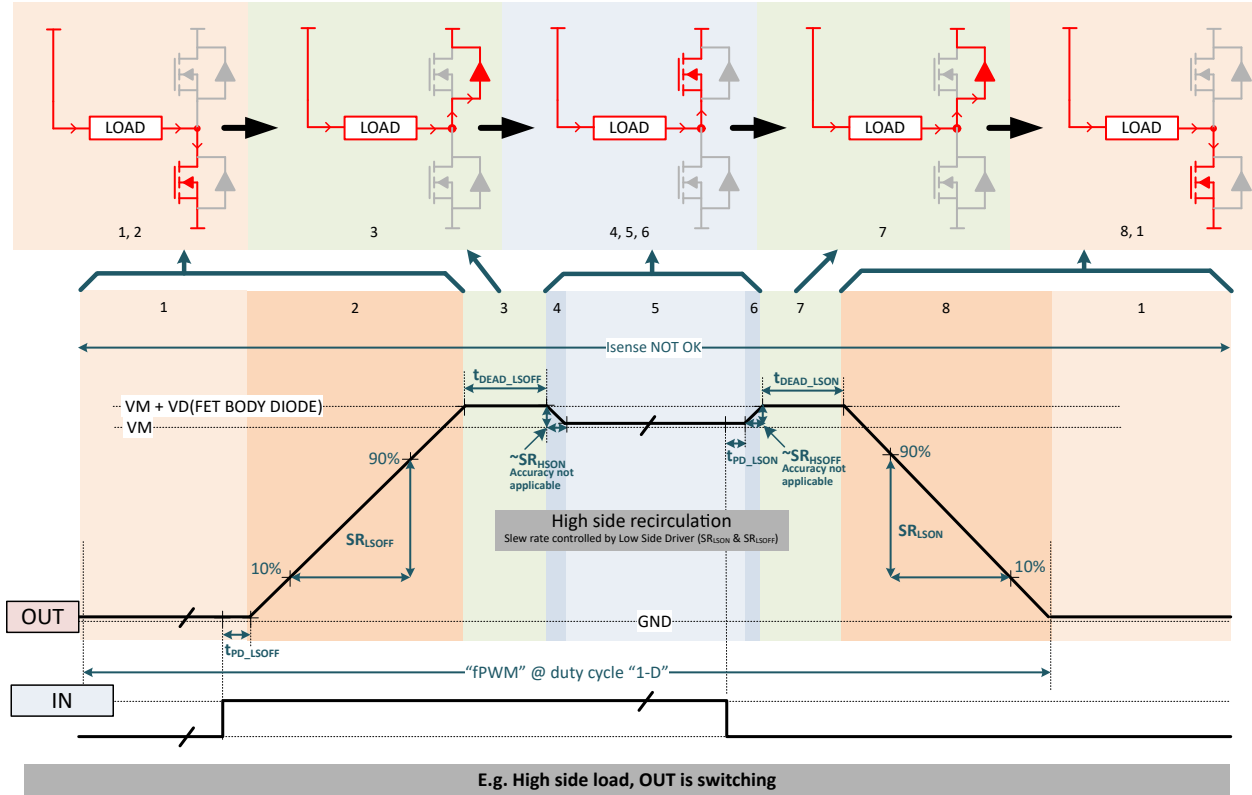 LOAD
LOAD
LOAD
LOAD
LOAD
1, 2
3
4, 5, 6
7
8, 1
1
2
3
4
5
6
7
8
1
Isense NOT OK
tDEAD_LSOFF
tDEAD_LSON
VM + VD(FET BODY DIODE)
VM
~SRHSON
Accuracy not
applicable
tPD_LSON
~SRHSOFF
Accuracy not
applicable
90%
90%
High side recirculation
Slew rate controlled by Low Side Driver (SRLSON & SRLSOFF)
SRLSOFF
SRLSON
10%
10%
OUT
GND
tPD_LSOFF
“fPWM” @ duty cycle “1-D”
IN
E.g. High side load, OUT is switching